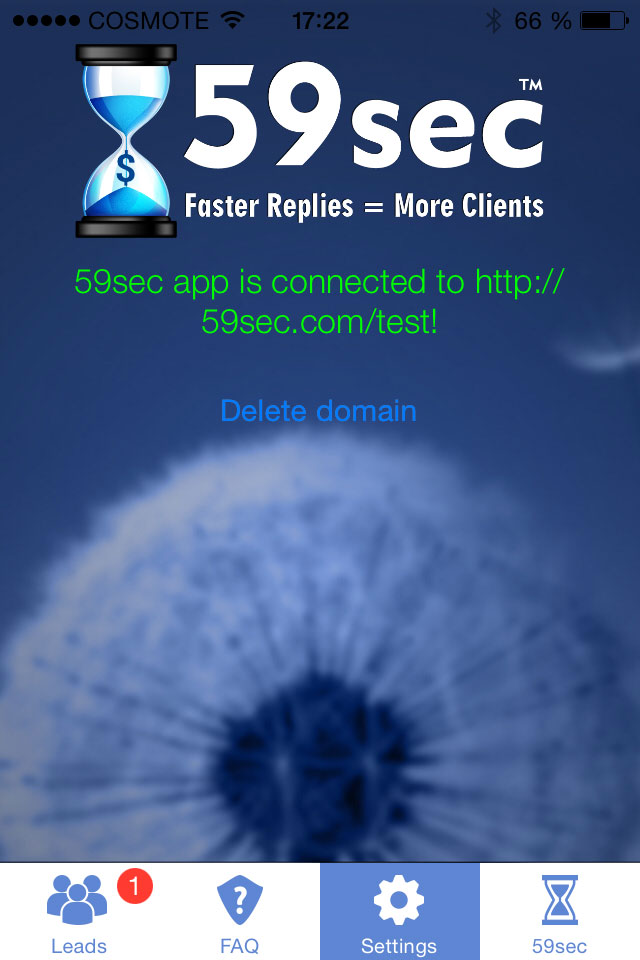 COSMOTE 17:22 66 %
59sec™
$
Faster Replies = More Clients
59sec app is connected to http://
59sec.com/test!
Delete domain
1
?
Leads FAQ Settings 59sec